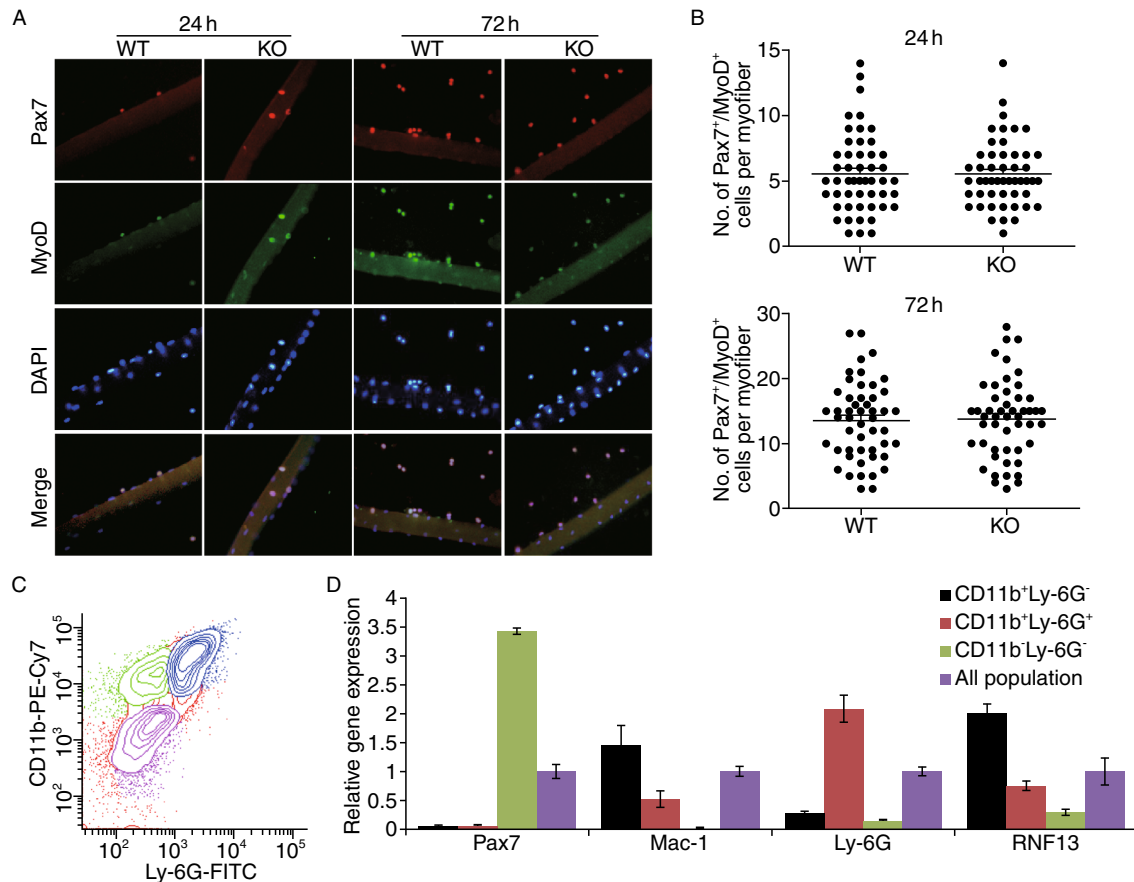 A
24 h
72 h
WT
KO
WT
KO
Pax7
MyoD
DAPI
Merge
B
24 h
No. of Pax7⁺/MyoD⁺
cells per myofiber
15
10
5
0
WT
KO
72 h
No. of Pax7⁺/MyoD⁺
cells per myofiber
30
20
10
0
WT
KO
C
CD11b-PE-Cy7
10⁵
10⁴
10³
10²
10² 10³ 10⁴ 10⁵
Ly-6G-FITC
D
Relative gene expression
4
3.5
3
2.5
2
1.5
1
0.5
0
Pax7
Mac-1
Ly-6G
RNF13
CD11b⁺Ly-6G⁻
CD11b⁺Ly-6G⁺
CD11b⁻Ly-6G⁻
All population